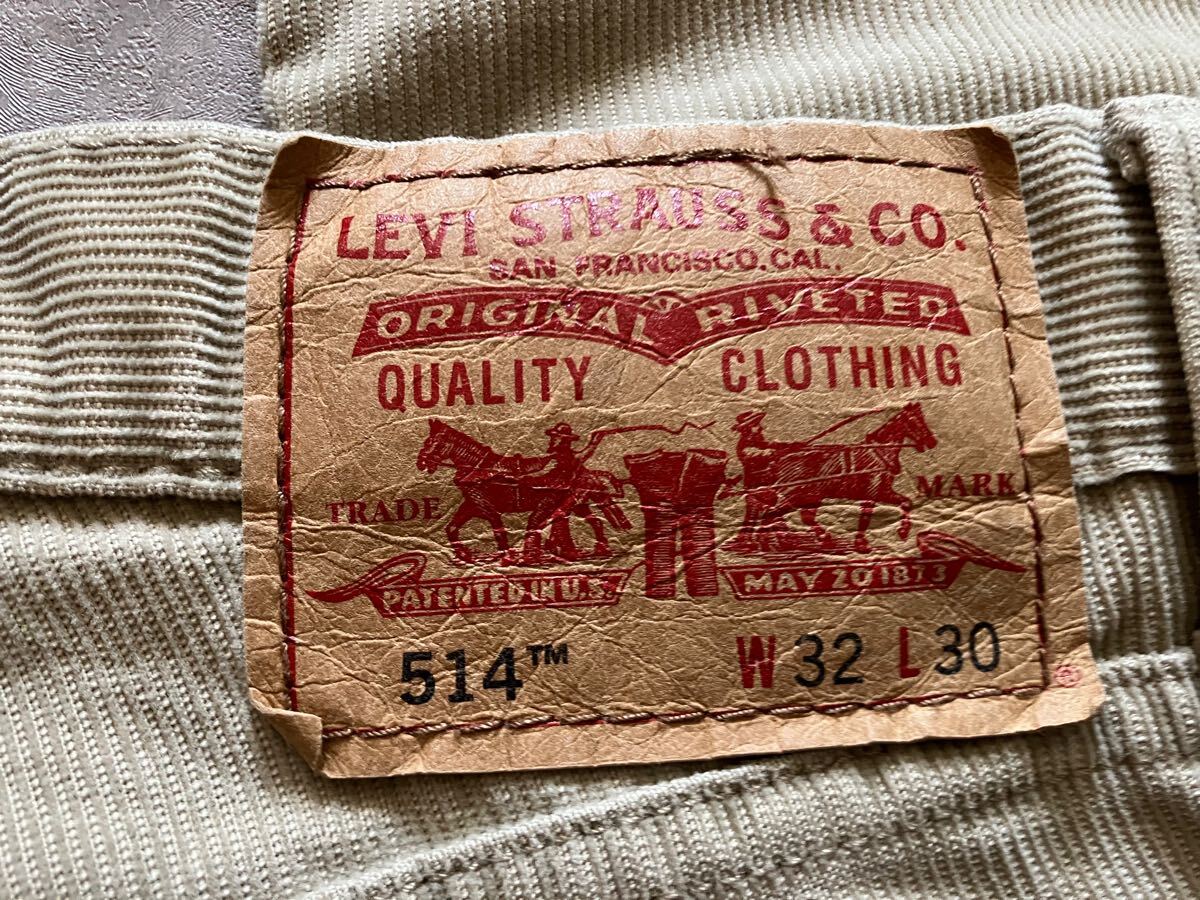 LEVI STRAUSS & CO.
SAN FRANCISCO, CAL.
ORIGINAL RIVETED
QUALITY CLOTHING
TRADE MARK
PATENTED IN U.S. MAY 20 1873
514™ W 32 L 30
®